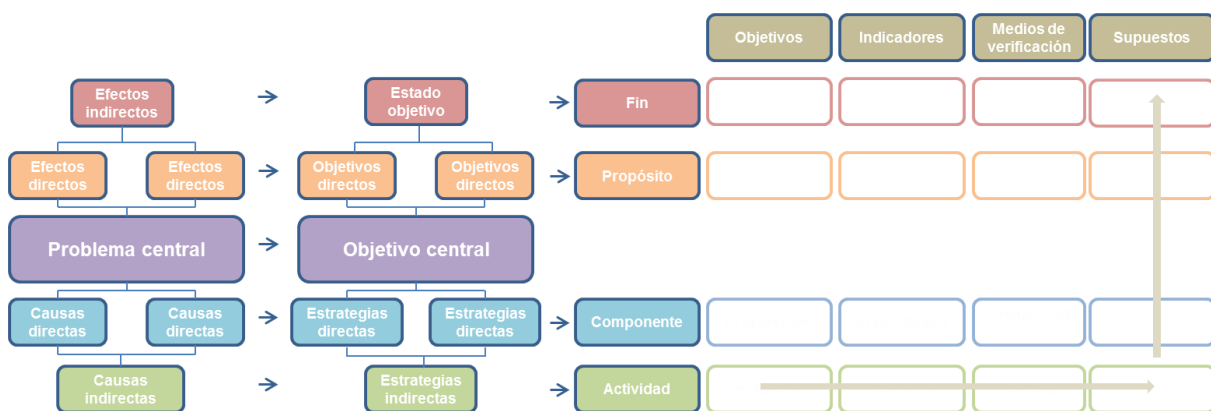 Objetivos
Indicadores
Medios de
verificación
Supuestos
Efectos
indirectos
Estado
objetivo
Fin
Efectos
directos
Efectos
directos
Objetivos
directos
Objetivos
directos
Propósito
Problema central
Objetivo central
Causas
directas
Causas
directas
Estrategias
directas
Estrategias
directas
Componente
Causas
indirectas
Estrategias
indirectas
Actividad